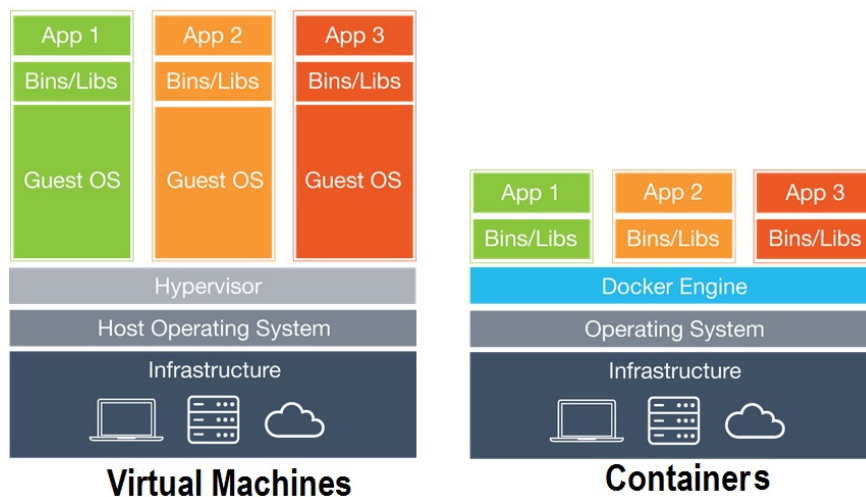 App 1
App 2
App 3
Bins/Libs
Bins/Libs
Bins/Libs
Guest OS
Guest OS
Guest OS
Hypervisor
Host Operating System
Infrastructure
Virtual Machines
App 1
App 2
App 3
Bins/Libs
Bins/Libs
Bins/Libs
Docker Engine
Operating System
Infrastructure
Containers